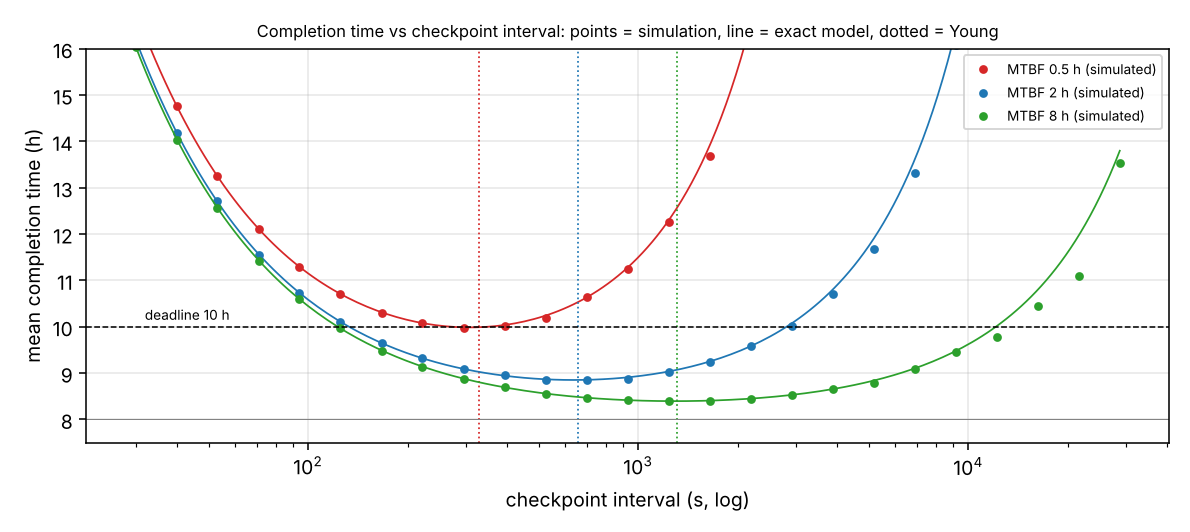 Completion time vs checkpoint interval: points = simulation, line = exact model, dotted = Young
mean completion time (h)
16
15
14
13
12
11
10
9
8
MTBF 0.5 h (simulated)
MTBF 2 h (simulated)
MTBF 8 h (simulated)
deadline 10 h
10²
10³
10⁴
checkpoint interval (s, log)